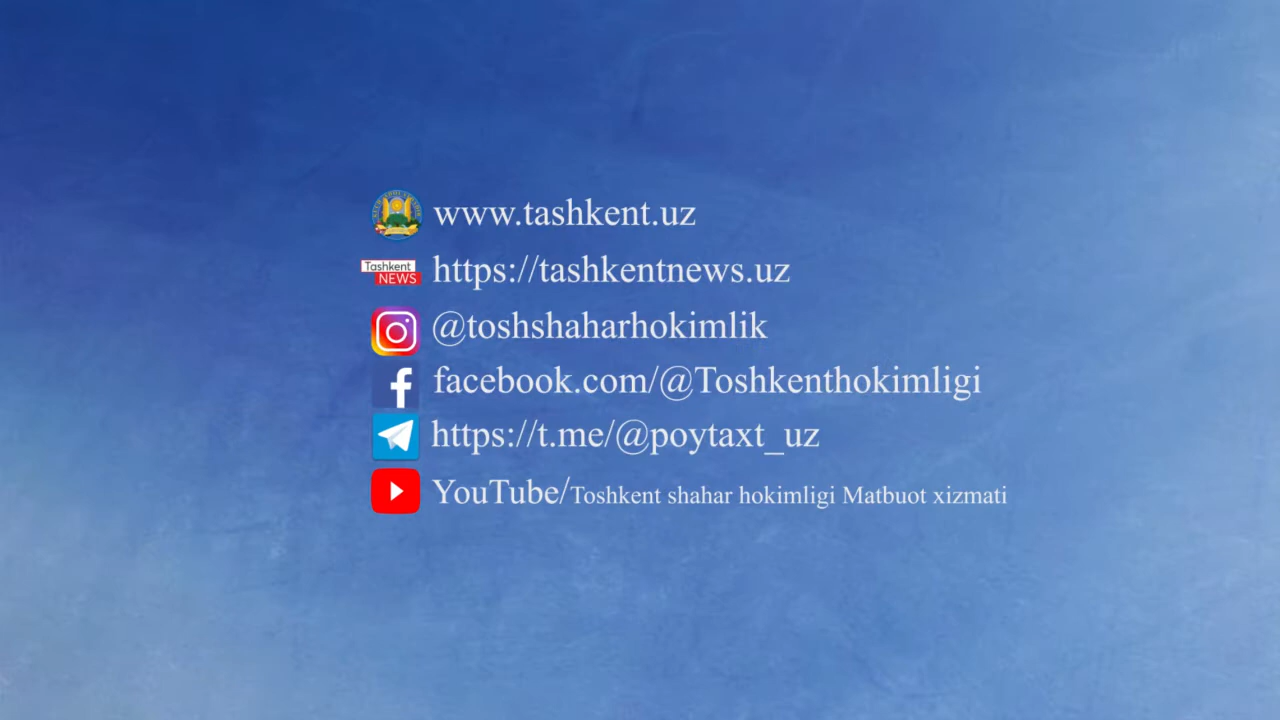 www.tashkent.uz
Tashkent
NEWS
https://tashkentnews.uz
@toshshaharhokimlik
facebook.com/@Toshkenthokimligi
https://t.me/@poytaxt_uz
YouTube/Toshkent shahar hokimligi Matbuot xizmati